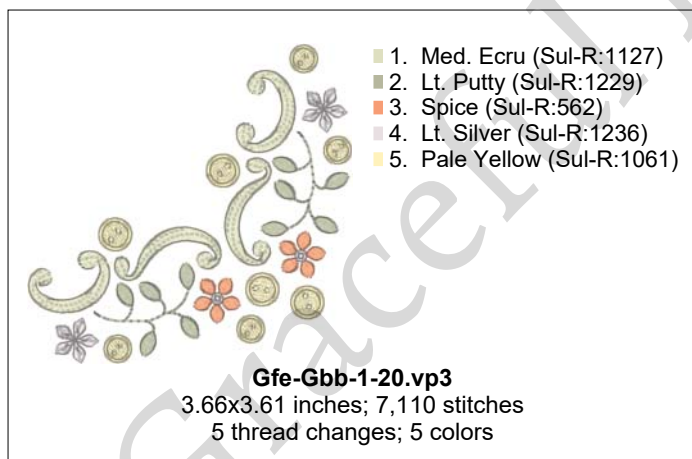 1. Med. Ecru (Sul-R:1127)
2. Lt. Putty (Sul-R:1229)
3. Spice (Sul-R:562)
4. Lt. Silver (Sul-R:1236)
5. Pale Yellow (Sul-R:1061)
Gfe-Gbb-1-20.vp3
3.66x3.61 inches; 7,110 stitches
5 thread changes; 5 colors
Graceful